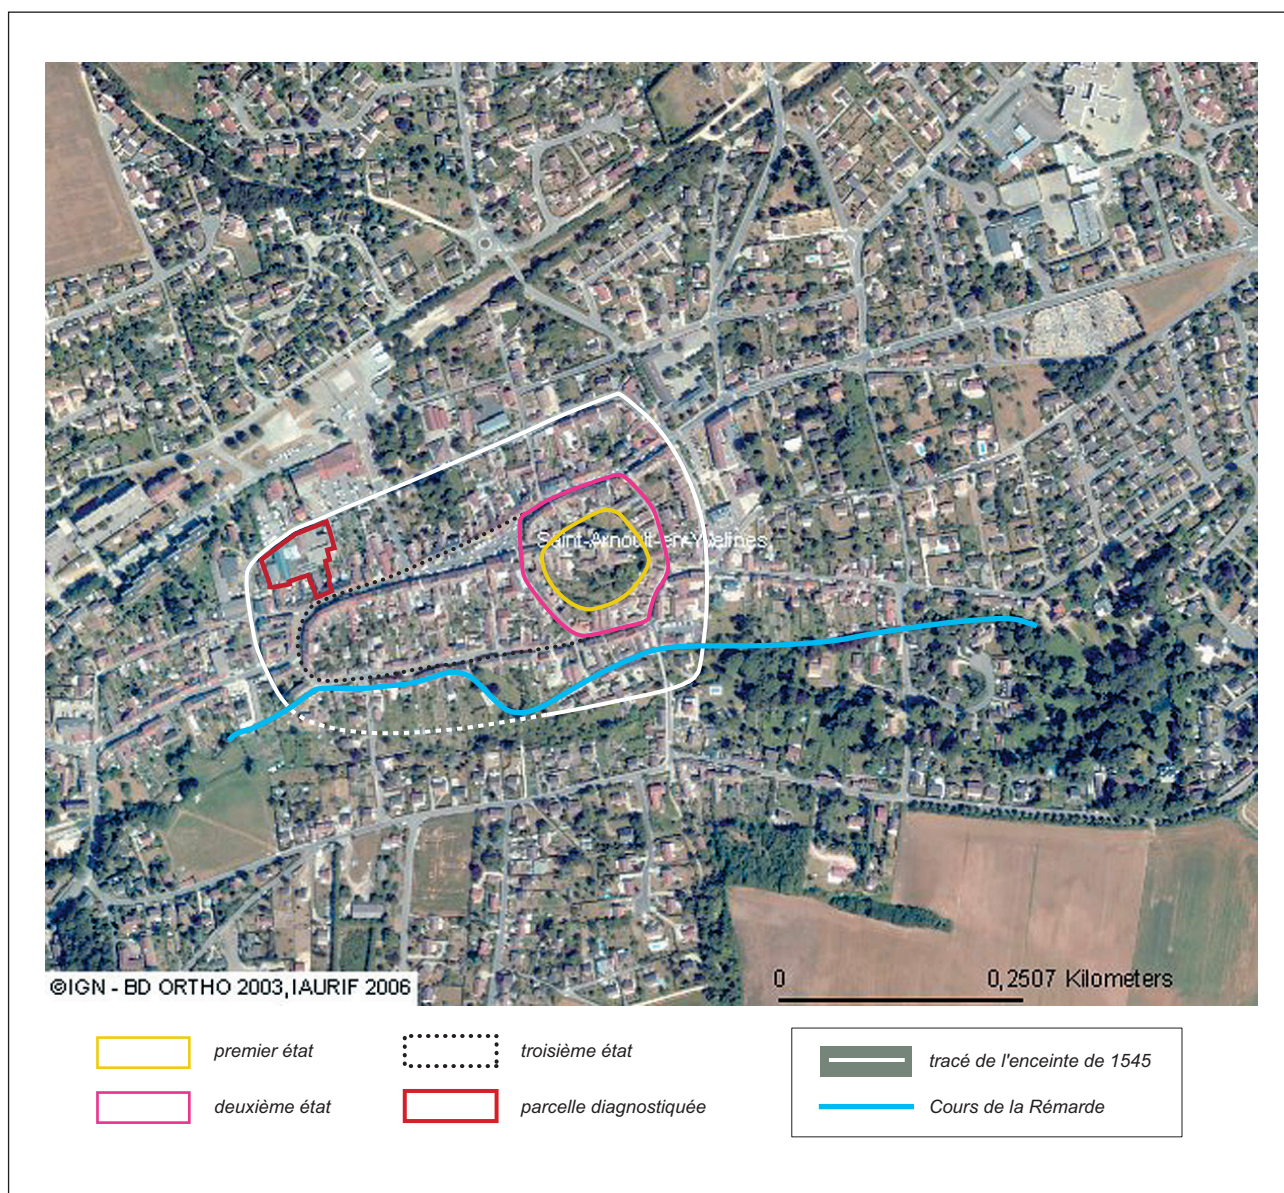 Saint-Arnoult-en-Yvelines
©IGN - BD ORTHO 2003, IAURIF 2006
0 0,2507 Kilometers
premier état
troisième état
tracé de l'enceinte de 1545
deuxième état
parcelle diagnostiquée
Cours de la Rémarde